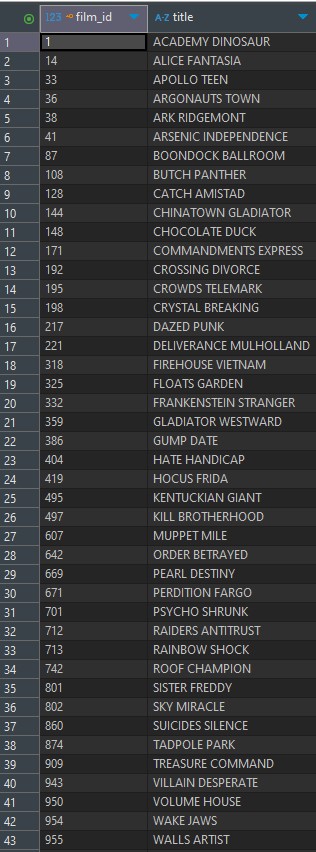 123 film_id A-Z title
1 1 ACADEMY DINOSAUR
2 14 ALICE FANTASIA
3 33 APOLLO TEEN
4 36 ARGONAUTS TOWN
5 38 ARK RIDGEMONT
6 41 ARSENIC INDEPENDENCE
7 87 BOONDOCK BALLROOM
8 108 BUTCH PANTHER
9 128 CATCH AMISTAD
10 144 CHINATOWN GLADIATOR
11 148 CHOCOLATE DUCK
12 171 COMMANDMENTS EXPRESS
13 192 CROSSING DIVORCE
14 195 CROWDS TELEMARK
15 198 CRYSTAL BREAKING
16 217 DAZED PUNK
17 221 DELIVERANCE MULHOLLAND
18 318 FIREHOUSE VIETNAM
19 325 FLOATS GARDEN
20 332 FRANKENSTEIN STRANGER
21 359 GLADIATOR WESTWARD
22 386 GUMP DATE
23 404 HATE HANDICAP
24 419 HOCUS FRIDA
25 495 KENTUCKIAN GIANT
26 497 KILL BROTHERHOOD
27 607 MUPPET MILE
28 642 ORDER BETRAYED
29 669 PEARL DESTINY
30 671 PERDITION FARGO
31 701 PSYCHO SHRUNK
32 712 RAIDERS ANTITRUST
33 713 RAINBOW SHOCK
34 742 ROOF CHAMPION
35 801 SISTER FREDDY
36 802 SKY MIRACLE
37 860 SUICIDES SILENCE
38 874 TADPOLE PARK
39 909 TREASURE COMMAND
40 943 VILLAIN DESPERATE
41 950 VOLUME HOUSE
42 954 WAKE JAWS
43 955 WALLS ARTIST